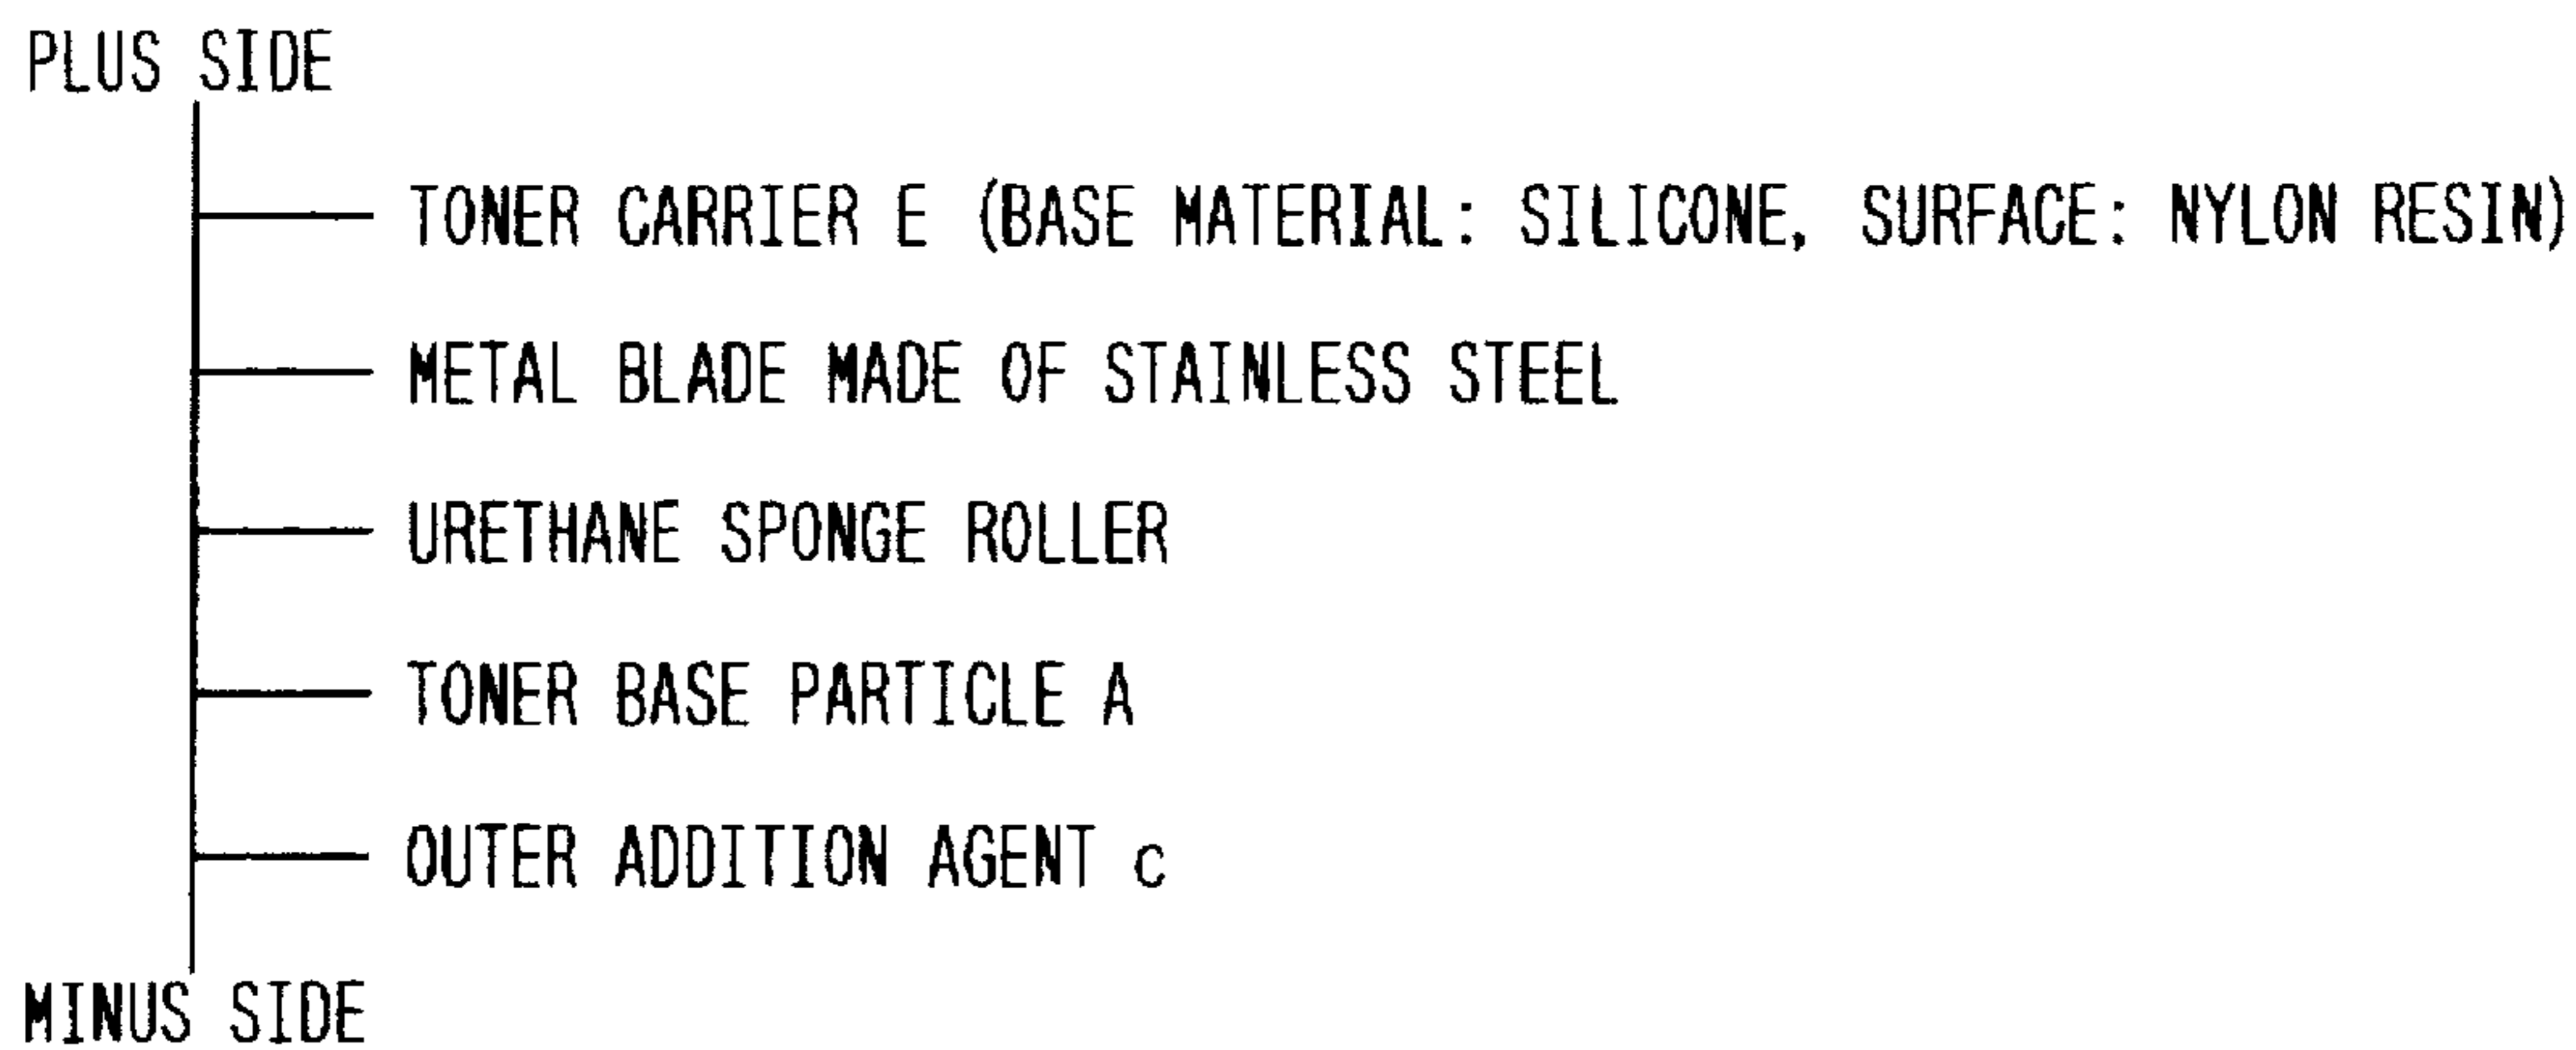 PLUS SIDE
TONER CARRIER E (BASE MATERIAL: SILICONE, SURFACE: NYLON RESIN)
METAL BLADE MADE OF STAINLESS STEEL
URETHANE SPONGE ROLLER
TONER BASE PARTICLE A
OUTER ADDITION AGENT c
MINUS SIDE